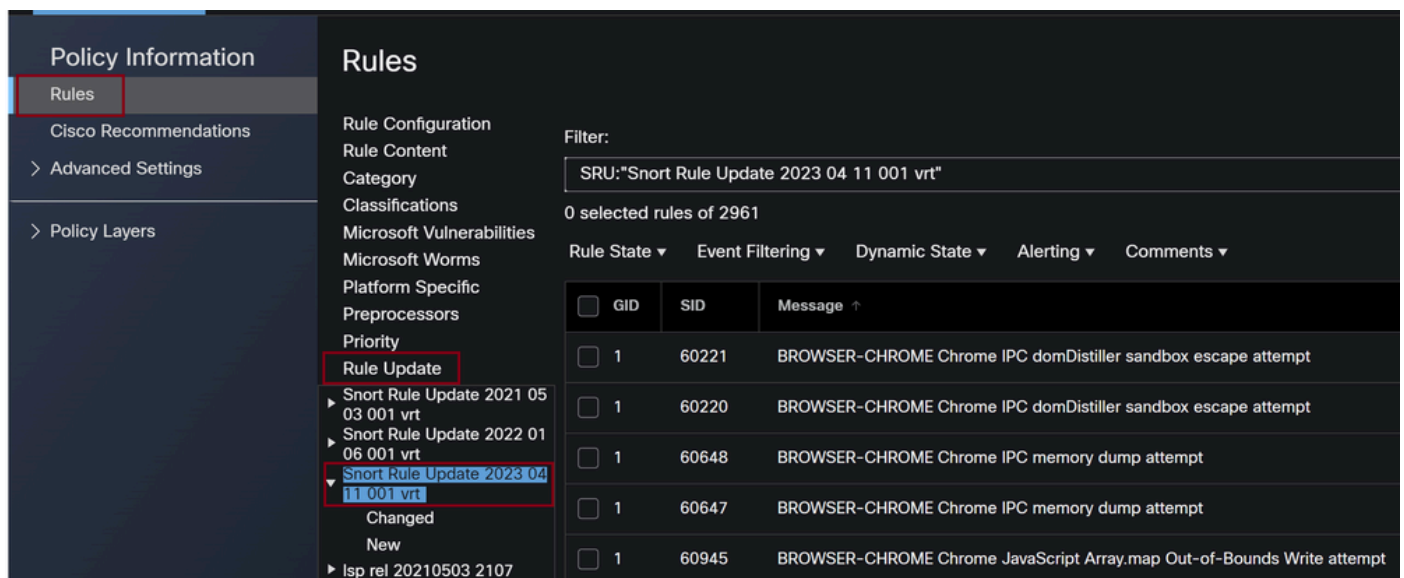 Policy Information
Rules
Cisco Recommendations
Advanced Settings
Policy Layers
Rules
Rule Configuration
Rule Content
Category
Classifications
Microsoft Vulnerabilities
Microsoft Worms
Platform Specific
Preprocessors
Priority
Rule Update
Snort Rule Update 2021 05
03 001 vrt
Snort Rule Update 2022 01
06 001 vrt
Snort Rule Update 2023 04
11 001 vrt
Changed
New
lsp rel 20210503 2107
Filter:
SRU:"Snort Rule Update 2023 04 11 001 vrt"
0 selected rules of 2961
Rule State Event Filtering Dynamic State Alerting Comments
GID SID Message
1 60221 BROWSER-CHROME Chrome IPC domDistiller sandbox escape attempt
1 60220 BROWSER-CHROME Chrome IPC domDistiller sandbox escape attempt
1 60648 BROWSER-CHROME Chrome IPC memory dump attempt
1 60647 BROWSER-CHROME Chrome IPC memory dump attempt
1 60945 BROWSER-CHROME Chrome JavaScript Array.map Out-of-Bounds Write attempt